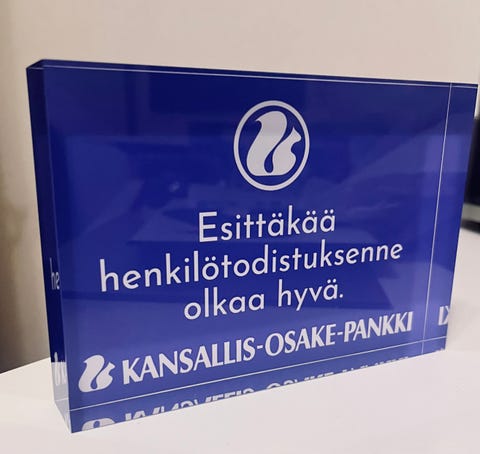 Esittäkää
henkilötodistuksenne
olkaa hyvä.
KANSALLIS-OSAKE-PANKKI